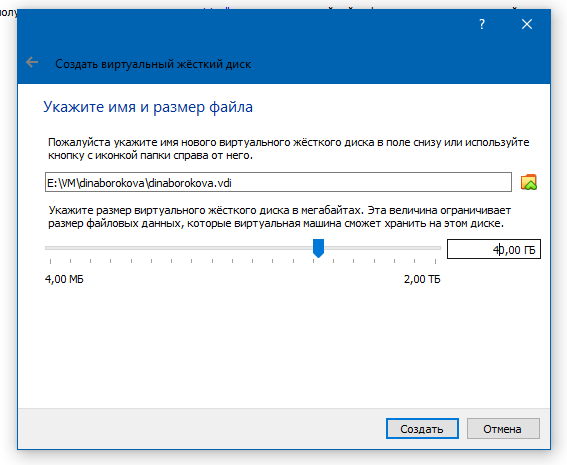 ?
Создать виртуальный жёсткий диск
Укажите имя и размер файла
Пожалуйста укажите имя нового виртуального жёсткого диска в поле снизу или используйте
кнопку с иконкой папки справа от него.
E:\VM\dinaborokova\dinaborokova.vdi
Укажите размер виртуального жёсткого диска в мегабайтах. Эта величина ограничивает
размер файловых данных, которые виртуальная машина сможет хранить на этом диске.
40,00 ГБ
4,00 МБ 2,00 ТБ
Создать Отмена